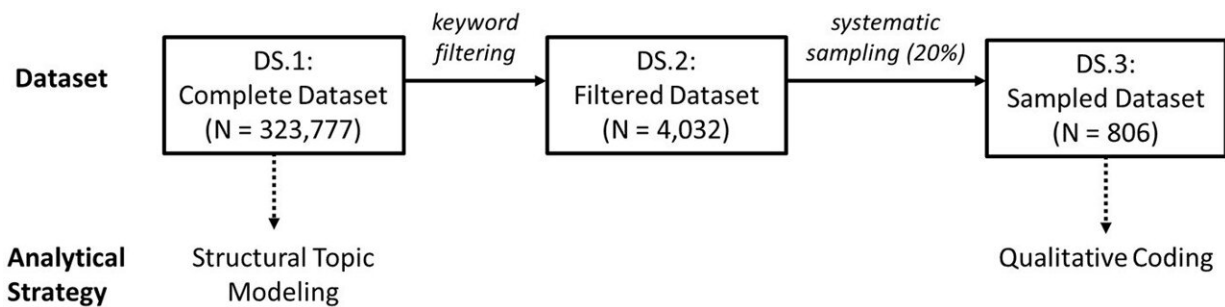 keyword
filtering
systematic
sampling (20%)
Dataset
DS.1:
Complete Dataset
(N = 323,777)
DS.2:
Filtered Dataset
(N = 4,032)
DS.3:
Sampled Dataset
(N = 806)
Analytical
Strategy
Structural Topic
Modeling
Qualitative Coding